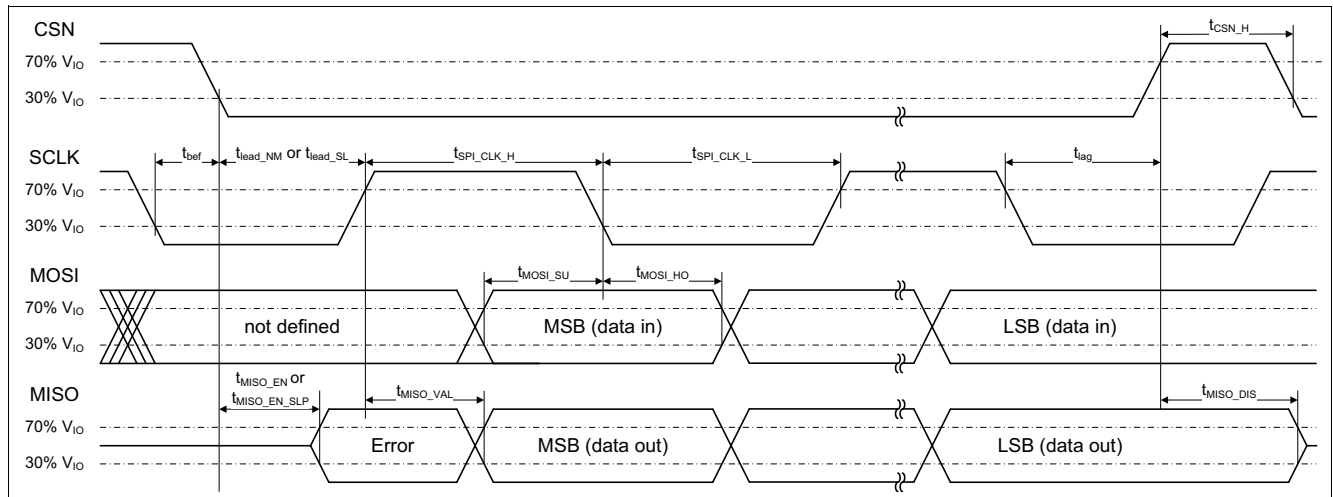 CSN
t_CSN_H
70% V_IO
30% V_IO
SCLK
t_bef
t_lead_NM or t_lead_SL
t_SPI_CLK_H
t_SPI_CLK_L
t_lag
70% V_IO
30% V_IO
MOSI
t_MOSI_SU
t_MOSI_HO
70% V_IO
not defined
MSB (data in)
LSB (data in)
30% V_IO
MISO
t_MISO_EN or
t_MISO_EN_SLP
t_MISO_VAL
t_MISO_DIS
70% V_IO
Error
MSB (data out)
LSB (data out)
30% V_IO